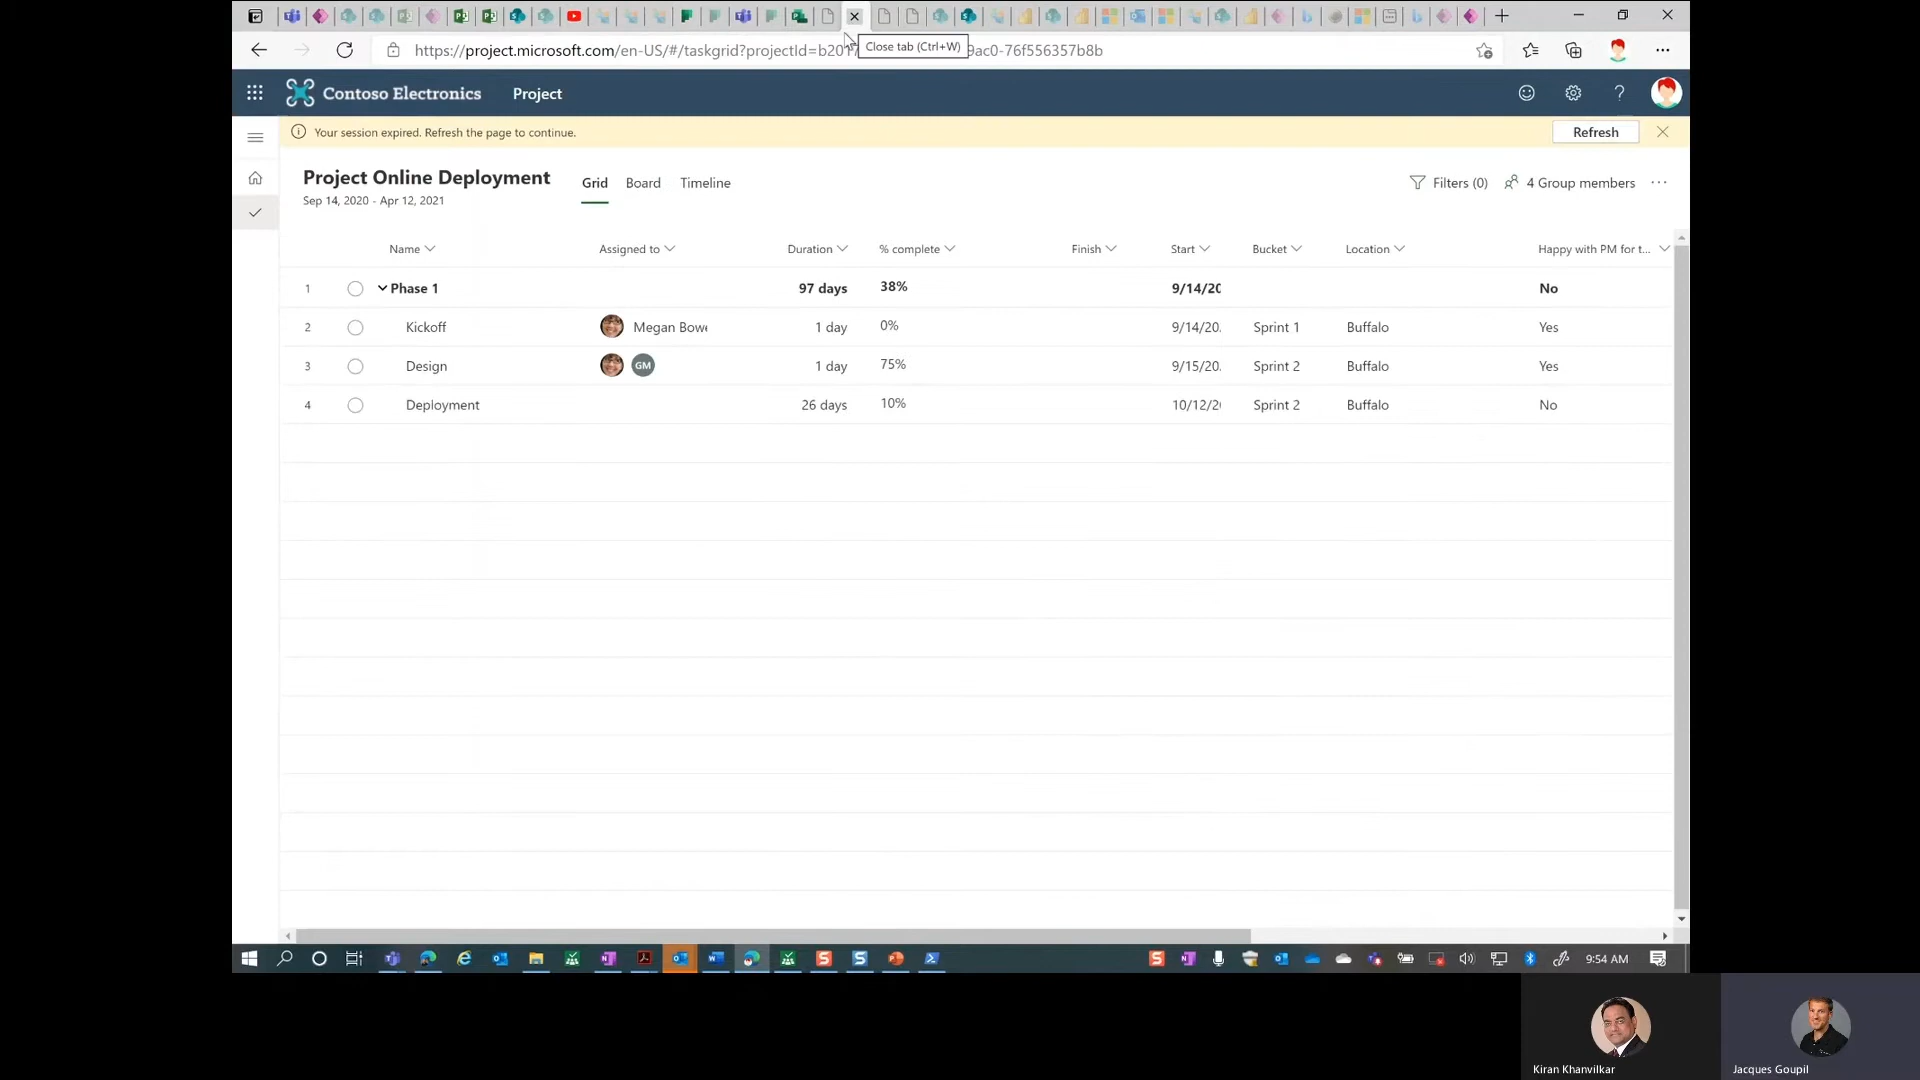 Close tab (Ctrl+W)
https://project.microsoft.com/en-US/#/taskgrid?projectId=b201 9ac0-76f556357b8b
Contoso Electronics Project
Your session expired. Refresh the page to continue. Refresh
Project Online Deployment Grid Board Timeline Filters (0) 4 Group members
Sep 14, 2020 - Apr 12, 2021
Name Assigned to Duration % complete Finish Start Bucket Location Happy with PM for t...
1 Phase 1 97 days 38% 9/14/20 No
2 Kickoff Megan Bowe 1 day 0% 9/14/20. Sprint 1 Buffalo Yes
3 Design GM 1 day 75% 9/15/20. Sprint 2 Buffalo Yes
4 Deployment 26 days 10% 10/12/2 Sprint 2 Buffalo No
9:54 AM
Kiran Khanvilkar Jacques Goupil